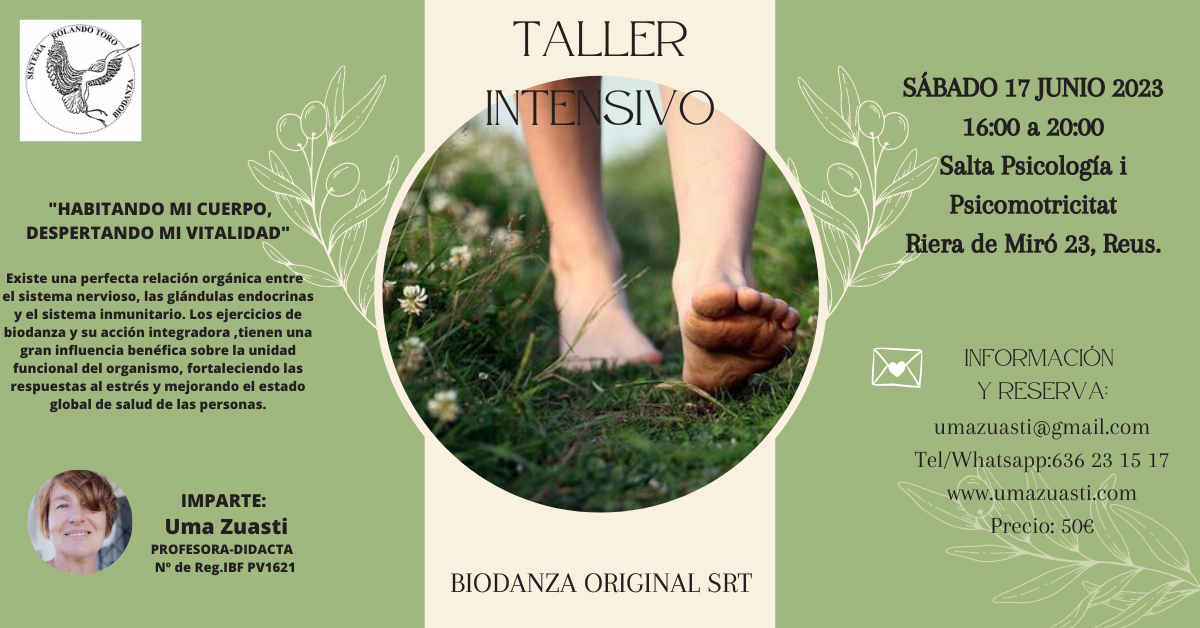 SISTEMA ROLANDO TORO
BIODANZA
"HABITANDO MI CUERPO,
DESPERTANDO MI VITALIDAD"
Existe una perfecta relación orgánica entre
el sistema nervioso, las glándulas endocrinas
y el sistema inmunitario. Los ejercicios de
biodanza y su acción integradora ,tienen una
gran influencia benéfica sobre la unidad
funcional del organismo, fortaleciendo las
respuestas al estrés y mejorando el estado
global de salud de las personas.
IMPARTE:
Uma Zuasti
PROFESORA-DIDACTA
Nº de Reg.IBF PV1621
TALLER
INTENSIVO
BIODANZA ORIGINAL SRT
SÁBADO 17 JUNIO 2023
16:00 a 20:00
Salta Psicología i
Psicomotricitat
Riera de Miró 23, Reus.
INFORMACIÓN
Y RESERVA:
umazuasti@gmail.com
Tel/Whatsapp:636 23 15 17
www.umazuasti.com
Precio: 50€